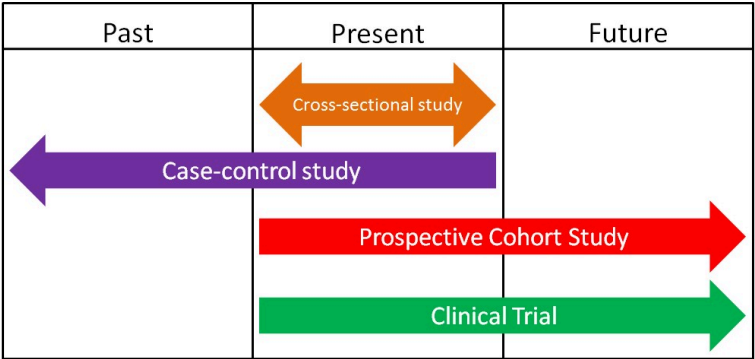 Past Present Future
Cross-sectional study
Case-control study
Prospective Cohort Study
Clinical Trial